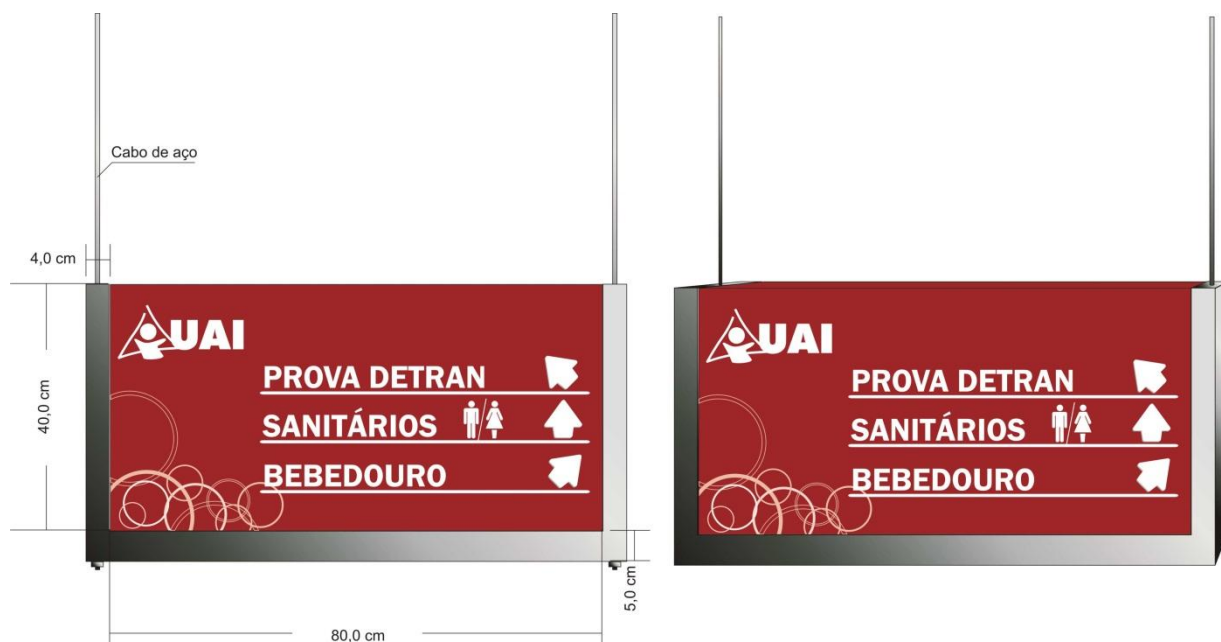 Cabo de aço
4,0 cm
40,0 cm
UAI
PROVA DETRAN
SANITÁRIOS
BEBEDOURO
5,0 cm
80,0 cm
UAI
PROVA DETRAN
SANITÁRIOS
BEBEDOURO